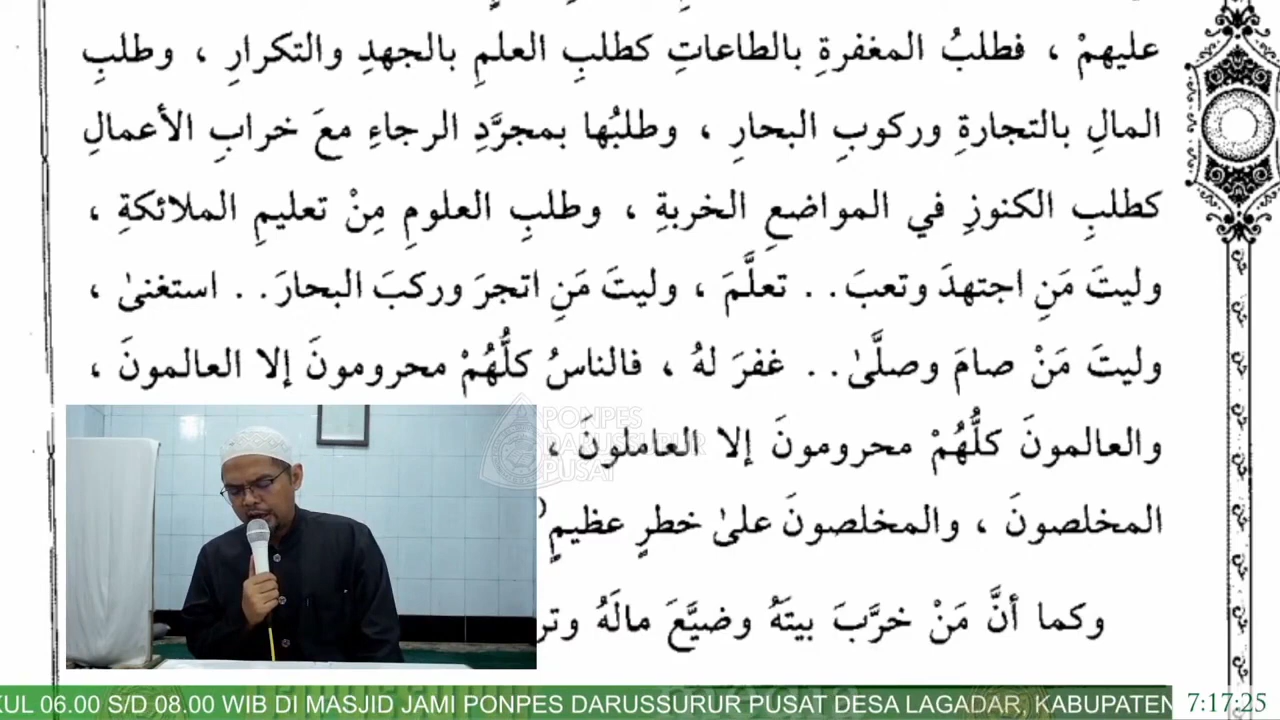 عليهمْ ، فطلبُ المغفرةِ بالطاعاتِ كطلبِ العلمِ بالجهدِ والتكرارِ ، وطلبِ
المالِ بالتجارةِ وركوبِ البحارِ ، وطلبُها بمجرَّدِ الرجاءِ معَ خرابِ الأعمالِ
كطلبِ الكنوزِ في المواضعِ الخربةِ ، وطلبِ العلومِ مِنْ تعليمِ الملائكةِ ،
وليتَ مَنِ اجتهدَ وتعبَ.. تعلَّمَ ، وليتَ مَنِ اتجرَ وركبَ البحارَ.. استغنىٰ ،
وليتَ مَنْ صامَ وصلَّىٰ.. غفرَ لهُ ، فالناسُ كلُّهُمْ محرومونَ إلا العالمونَ ،
والعالمونَ كلُّهُمْ محرومونَ إلا العاملونَ ،
المخلصونَ ، والمخلصونَ علىٰ خطرٍ عظيمٍ
وكما أنَّ مَنْ خرَّبَ بيتَهُ وضيَّعَ مالَهُ
PONPES
DARUSSURUR
PUSAT
KUL 06.00 S/D 08.00 WIB DI MASJID JAMI PONPES DARUSSURUR PUSAT DESA LAGADAR, KABUPATEN
7:17:25